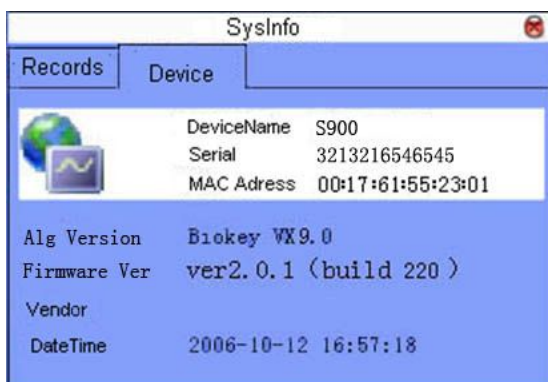 SysInfo
Records Device
DeviceName S900
Serial 3213216546545
MAC Adress 00:17:61:55:23:01
Alg Version Biokey VX9.0
Firmware Ver ver2.0.1 (build 220 )
Vendor
DateTime 2006-10-12 16:57:18